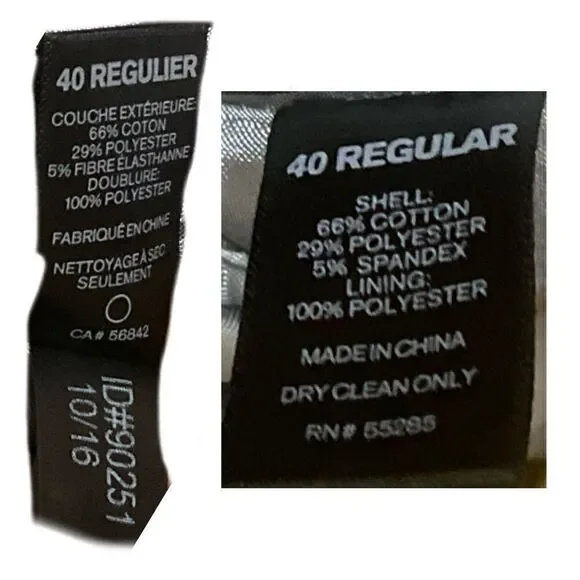 40 REGULIER
COUCHE EXTÉRIEURE:
66% COTON
29% POLYESTER
5% FIBRE ÉLASTHANNE
DOUBLURE:
100% POLYESTER
FABRIQUÉ EN CHINE
NETTOYAGE À SEC
SEULEMENT
CA# 56842
ID#90251
10/16
40 REGULAR
SHELL:
66% COTTON
29% POLYESTER
5% SPANDEX
LINING:
100% POLYESTER
MADE IN CHINA
DRY CLEAN ONLY
RN# 55285